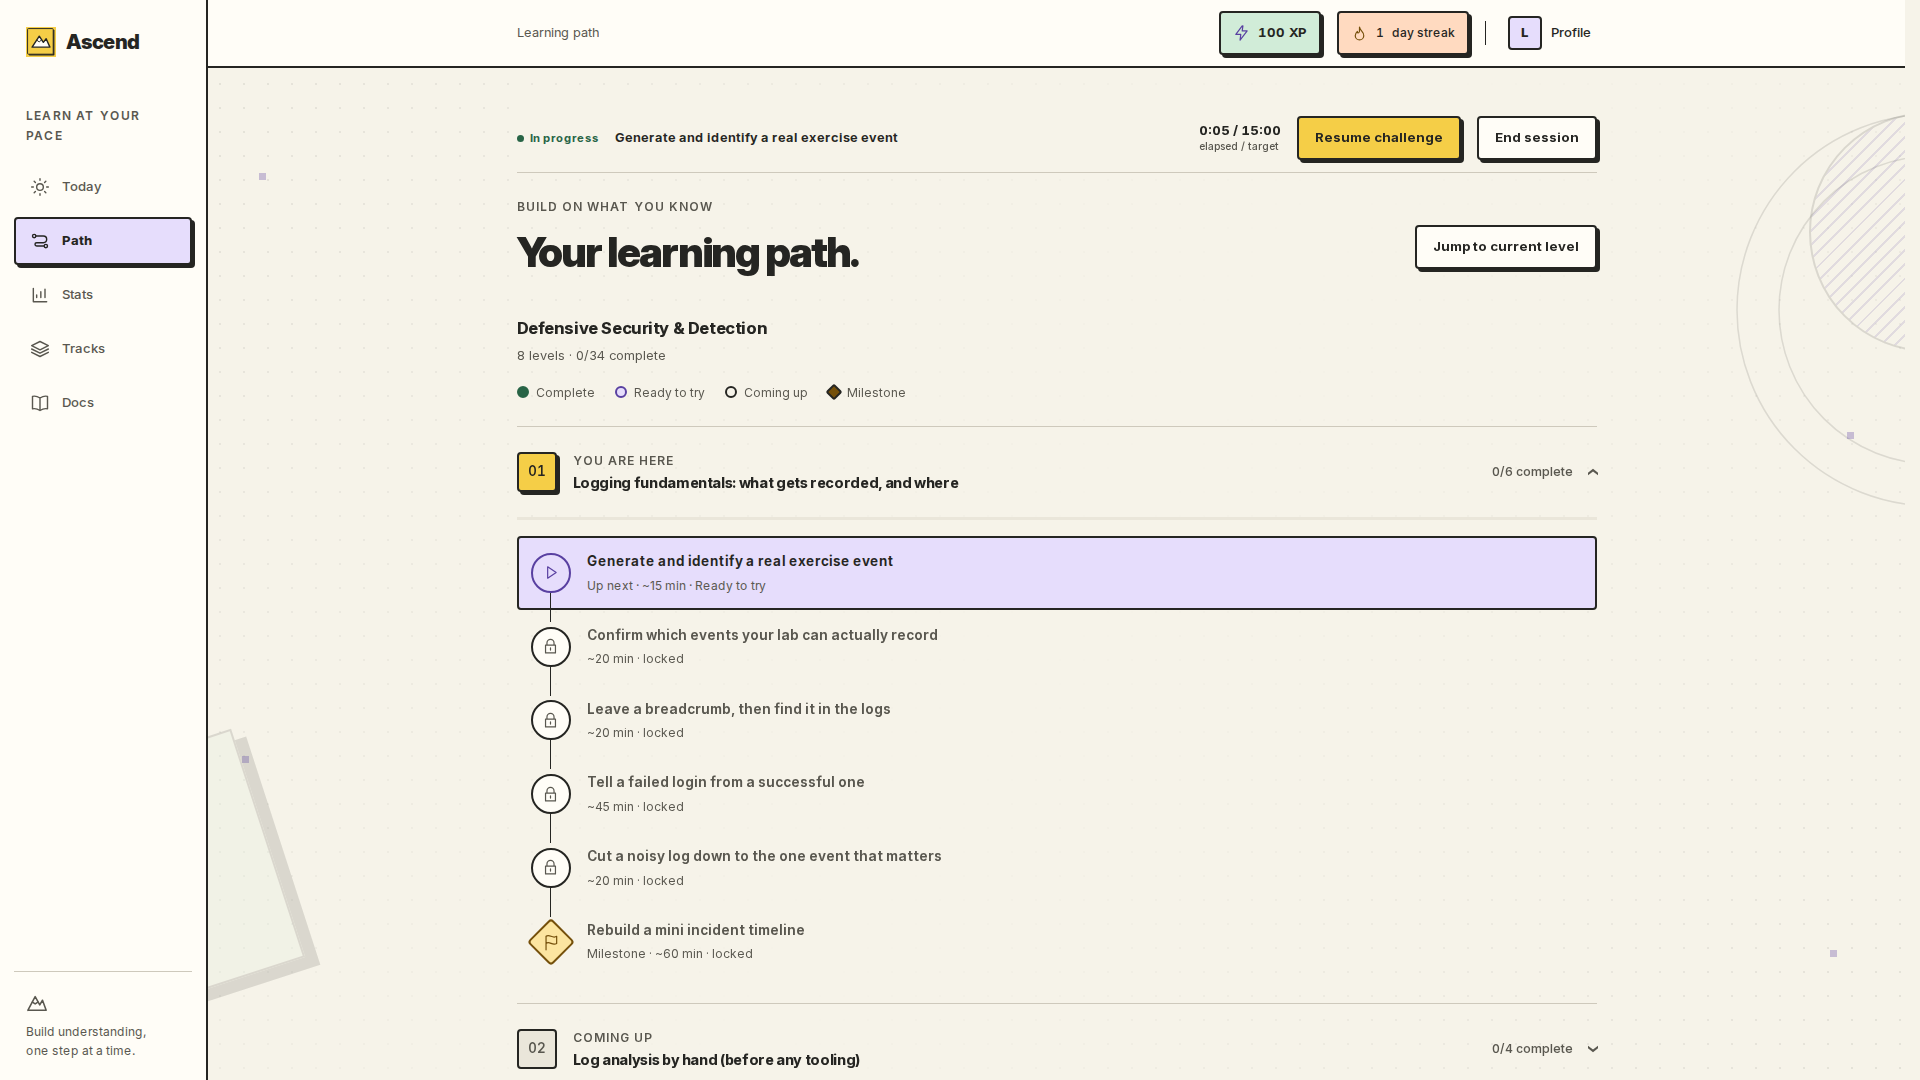 Ascend
LEARN AT YOUR
PACE
Today
Path
Stats
Tracks
Docs
Build understanding,
one step at a time.
Learning path
100 XP
1 day streak
L
Profile
In progress
Generate and identify a real exercise event
0:05 / 15:00
elapsed / target
Resume challenge
End session
BUILD ON WHAT YOU KNOW
Your learning path.
Jump to current level
Defensive Security & Detection
8 levels · 0/34 complete
Complete
Ready to try
Coming up
Milestone
01
YOU ARE HERE
Logging fundamentals: what gets recorded, and where
0/6 complete
Generate and identify a real exercise event
Up next · ~15 min · Ready to try
Confirm which events your lab can actually record
~20 min · locked
Leave a breadcrumb, then find it in the logs
~20 min · locked
Tell a failed login from a successful one
~45 min · locked
Cut a noisy log down to the one event that matters
~20 min · locked
Rebuild a mini incident timeline
Milestone · ~60 min · locked
02
COMING UP
Log analysis by hand (before any tooling)
0/4 complete